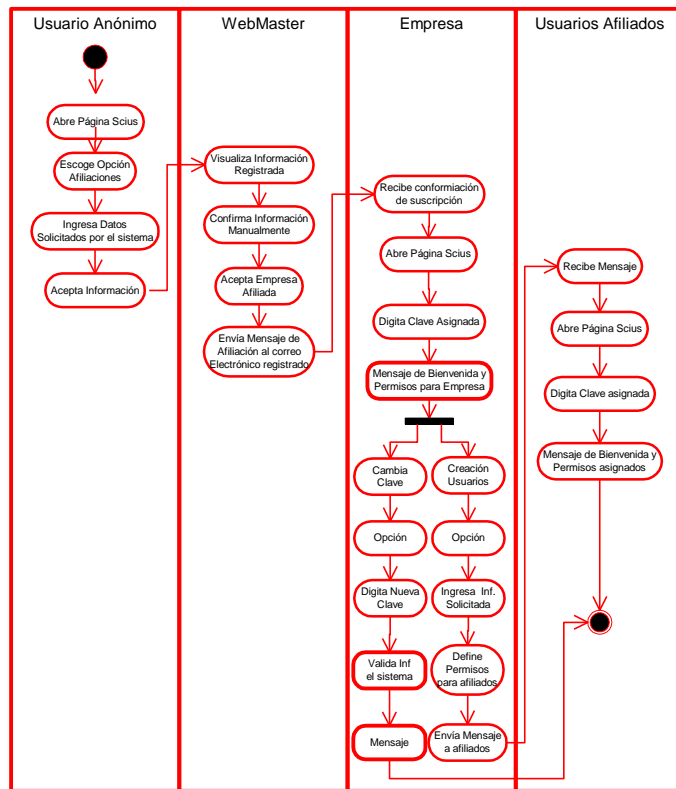 Usuario Anónimo
WebMaster
Empresa
Usuarios Afiliados
Abre Página Scius
Escoge Opción
Afiliaciones
Ingresa Datos
Solicitados por el sistema
Acepta Información
Visualiza Información
Registrada
Confirma Información
Manualmente
Acepta Empresa
Afiliada
Envía Mensaje de
Afiliación al correo
Electrónico registrado
Recibe conformiación
de suscripción
Abre Página Scius
Digita Clave Asignada
Mensaje de Bienvenida y
Permisos para Empresa
Cambia
Clave
Opción
Digita Nueva
Clave
Valida Inf
el sistema
Mensaje
Creación
Usuarios
Opción
Ingresa Inf.
Solicitada
Define
Permisos
para afiliados
Envía Mensaje
a afiliados
Recibe Mensaje
Abre Página Scius
Digita Clave asignada
Mensaje de Bienvenida y
Permisos asignados